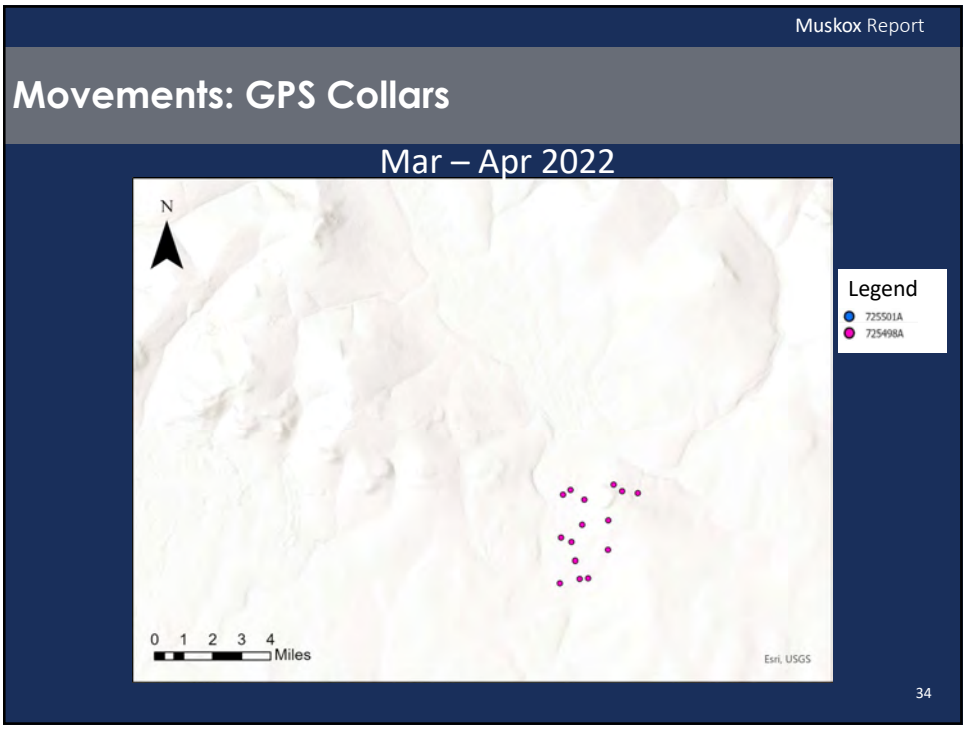 Muskox Report
Movements: GPS Collars
Mar – Apr 2022
N
Legend
725501A
725498A
0 1 2 3 4
Miles
Esri, USGS
34